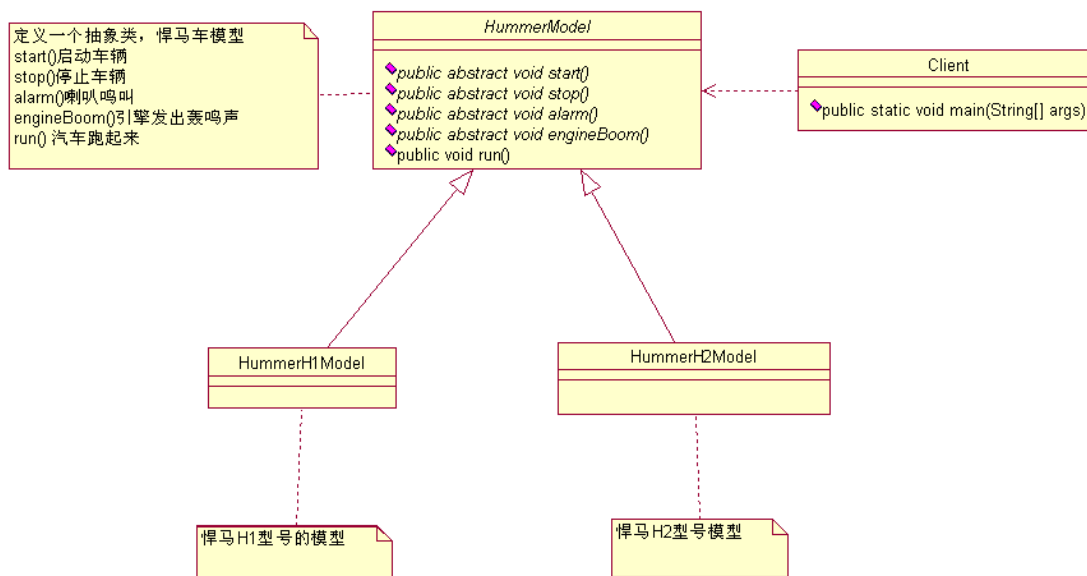 定义一个抽象类，悍马车模型
start()启动车辆
stop()停止车辆
alarm()喇叭鸣叫
engineBoom()引擎发出轰鸣声
run() 汽车跑起来
HummerModel
public abstract void start()
public abstract void stop()
public abstract void alarm()
public abstract void engineBoom()
public void run()
Client
public static void main(String[] args)
HummerH1Model
HummerH2Model
悍马H1型号的模型
悍马H2型号模型